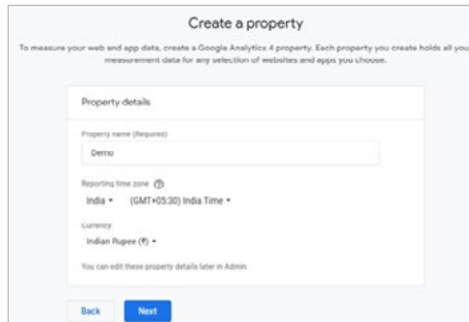 Create a property
To measure your web and app data, create a Google Analytics 4 property. Each property you create holds all you
measurement data for any selection of websites and apps you choose.
Property details
Property name (Required)
Demo
Reporting time zone
India (GMT+05:30) India Time
Currency
Indian Rupee (₹)
You can edit these property details later in Admin
Back Next